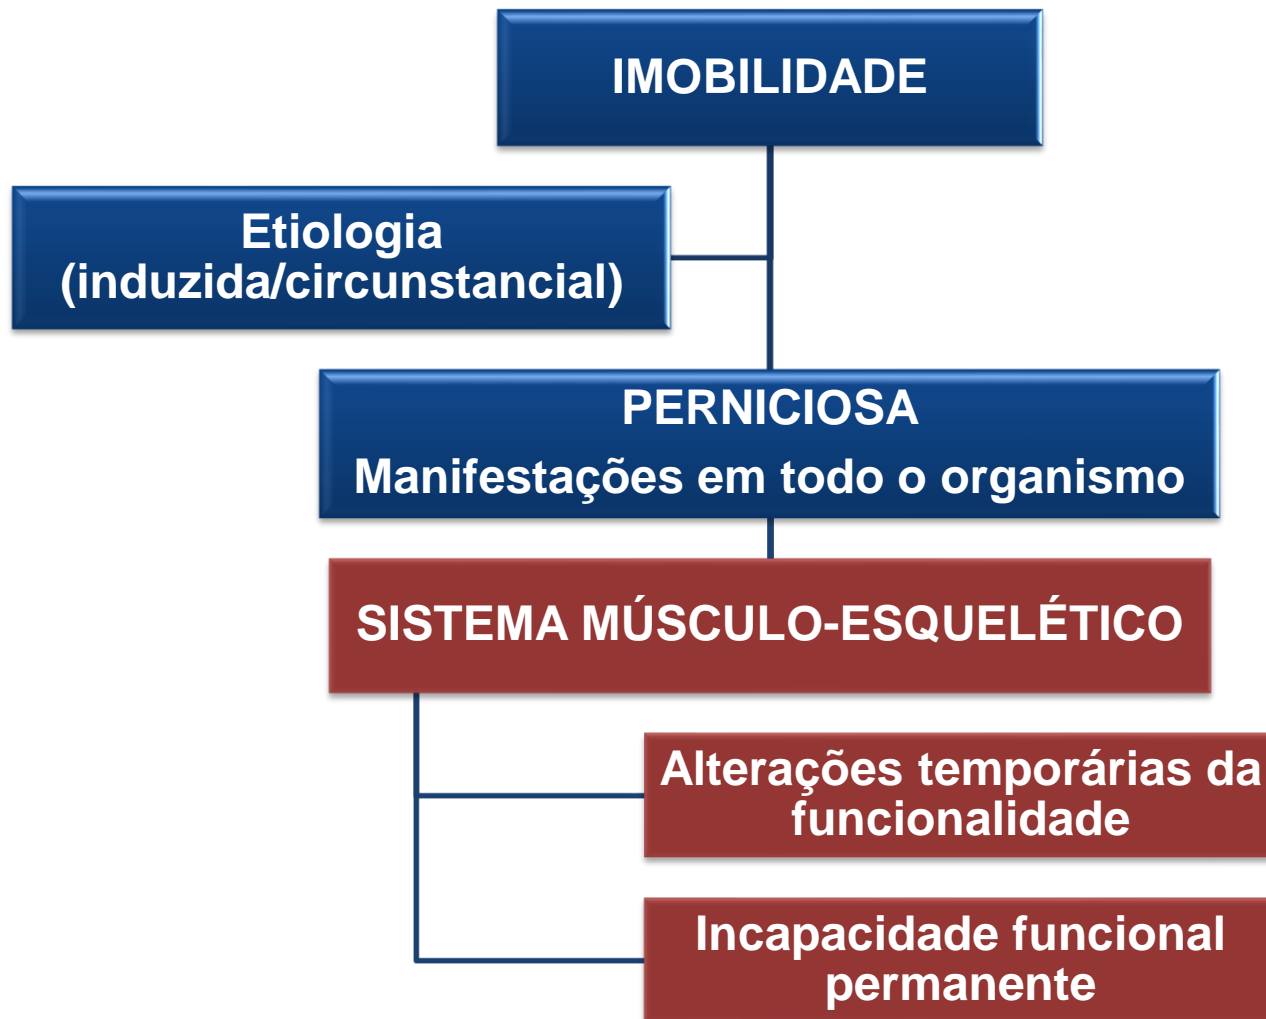 IMOBILIDADE
Etiologia
(induzida/circunstancial)
PERNICIOSA
Manifestações em todo o organismo
SISTEMA MÚSCULO-ESQUELÉTICO
Alterações temporárias da
funcionalidade
Incapacidade funcional
permanente